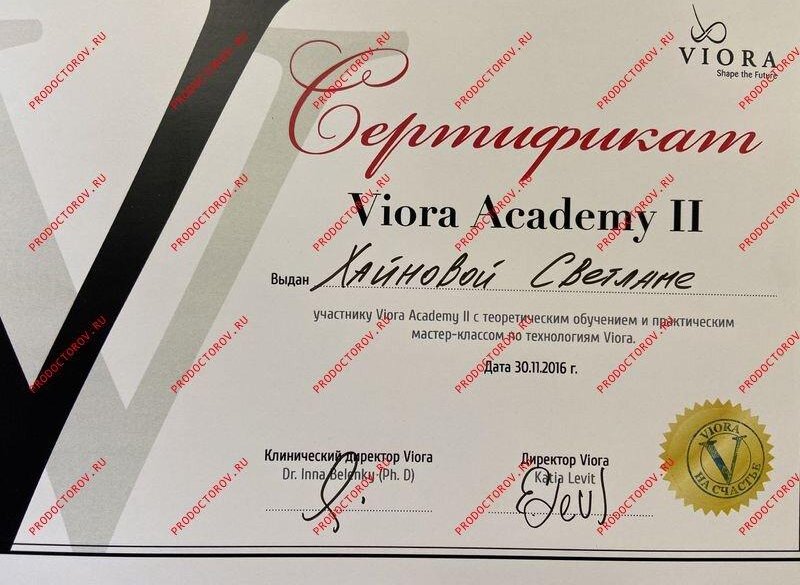 VIORA
Shape the Future
Сертификат
Viora Academy II
Выдан Хайновой Светлане
участнику Viora Academy II с теоретическим обучением и практическим
мастер-классом по технологиям Viora.
Дата 30.11.2016 г.
Клинический директор Viora
Dr. Inna Belenky (Ph. D)
Директор Viora
Katia Levit
VIORA
V
НА СЧАСТЬЕ
PRODOCTOROV.RU